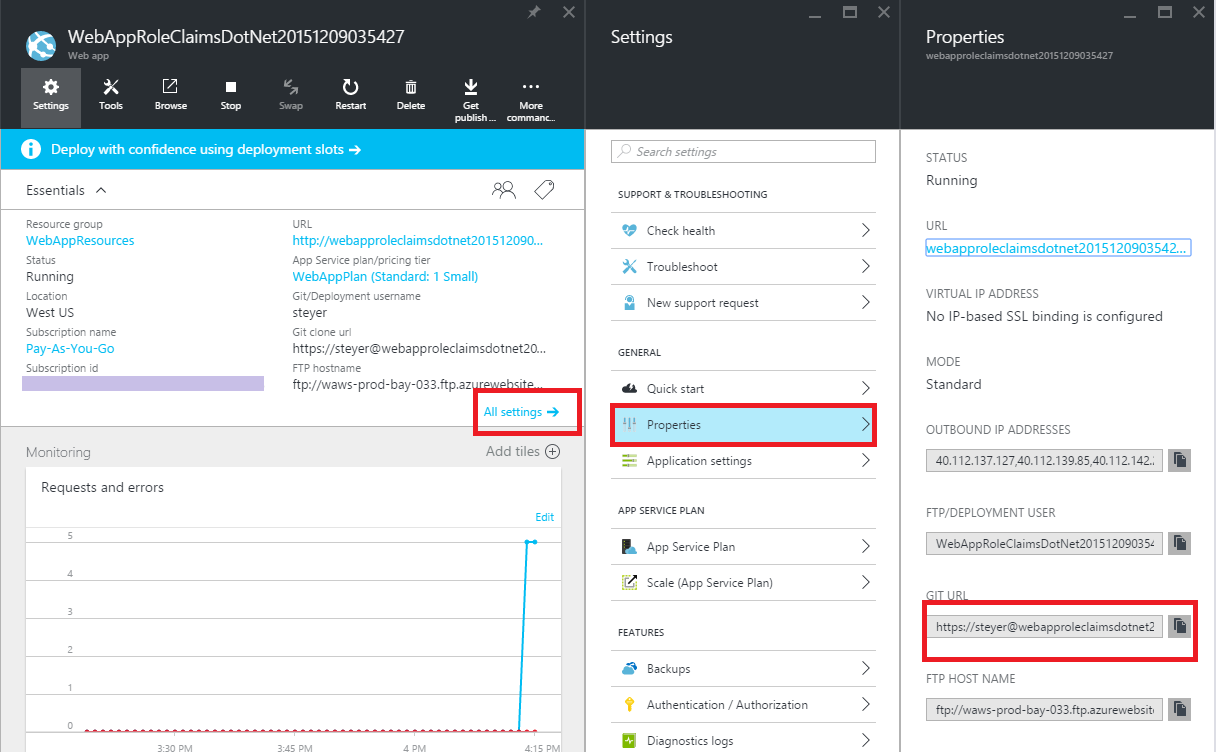 WebAppRoleClaimsDotNet20151209035427
Web app
Settings
Tools
Browse
Stop
Swap
Restart
Delete
Get publish ...
More commanc...
Deploy with confidence using deployment slots →
Essentials
Resource group
WebAppResources
Status
Running
Location
West US
Subscription name
Pay-As-You-Go
Subscription id
URL
http://webapproleclaimsdotnet201512090...
App Service plan/pricing tier
WebAppPlan (Standard: 1 Small)
Git/Deployment username
steyer
Git clone url
https://steyer@webapproleclaimsdotnet20...
FTP hostname
ftp://waws-prod-bay-033.ftp.azurewebsite...
All settings →
Monitoring
Add tiles
Requests and errors
Edit
5
4
3
2
1
0
3:30 PM
3:45 PM
4 PM
4:15 PM
Settings
Search settings
SUPPORT & TROUBLESHOOTING
Check health
Troubleshoot
New support request
GENERAL
Quick start
Properties
Application settings
APP SERVICE PLAN
App Service Plan
Scale (App Service Plan)
FEATURES
Backups
Authentication / Authorization
Diagnostics logs
Properties
webapproleclaimsdotnet20151209035427
STATUS
Running
URL
webapproleclaimsdotnet2015120903542...
VIRTUAL IP ADDRESS
No IP-based SSL binding is configured
MODE
Standard
OUTBOUND IP ADDRESSES
40.112.137.127,40.112.139.85,40.112.142.2
FTP/DEPLOYMENT USER
WebAppRoleClaimsDotNet201512090354
GIT URL
https://steyer@webapproleclaimsdotnet2
FTP HOST NAME
ftp://waws-prod-bay-033.ftp.azurewebsite